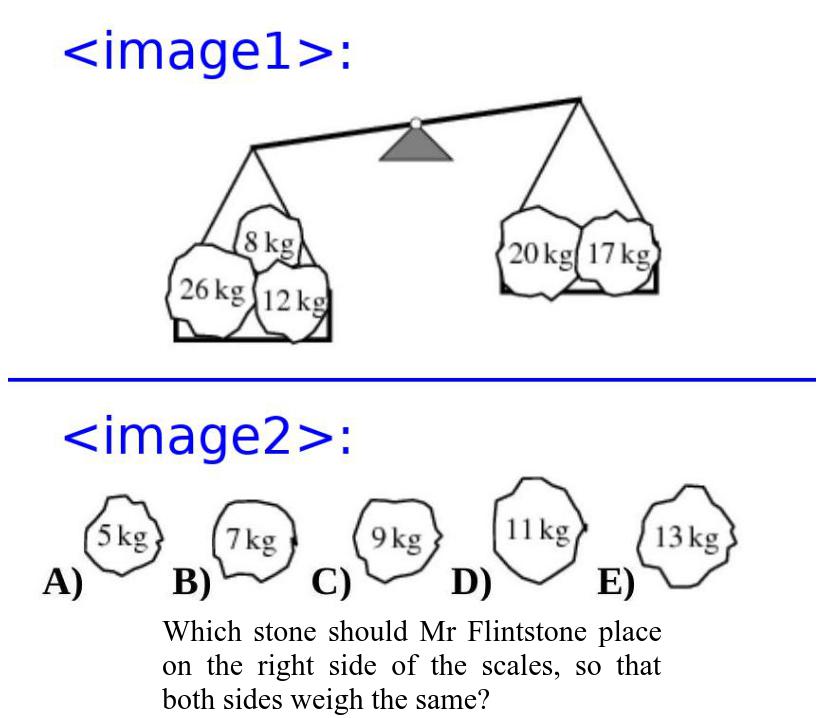 <image1>:
8 kg
26 kg
12 kg
20 kg
17 kg
<image2>:
A) 5 kg
B) 7 kg
C) 9 kg
D) 11 kg
E) 13 kg
Which stone should Mr Flintstone place
on the right side of the scales, so that
both sides weigh the same?